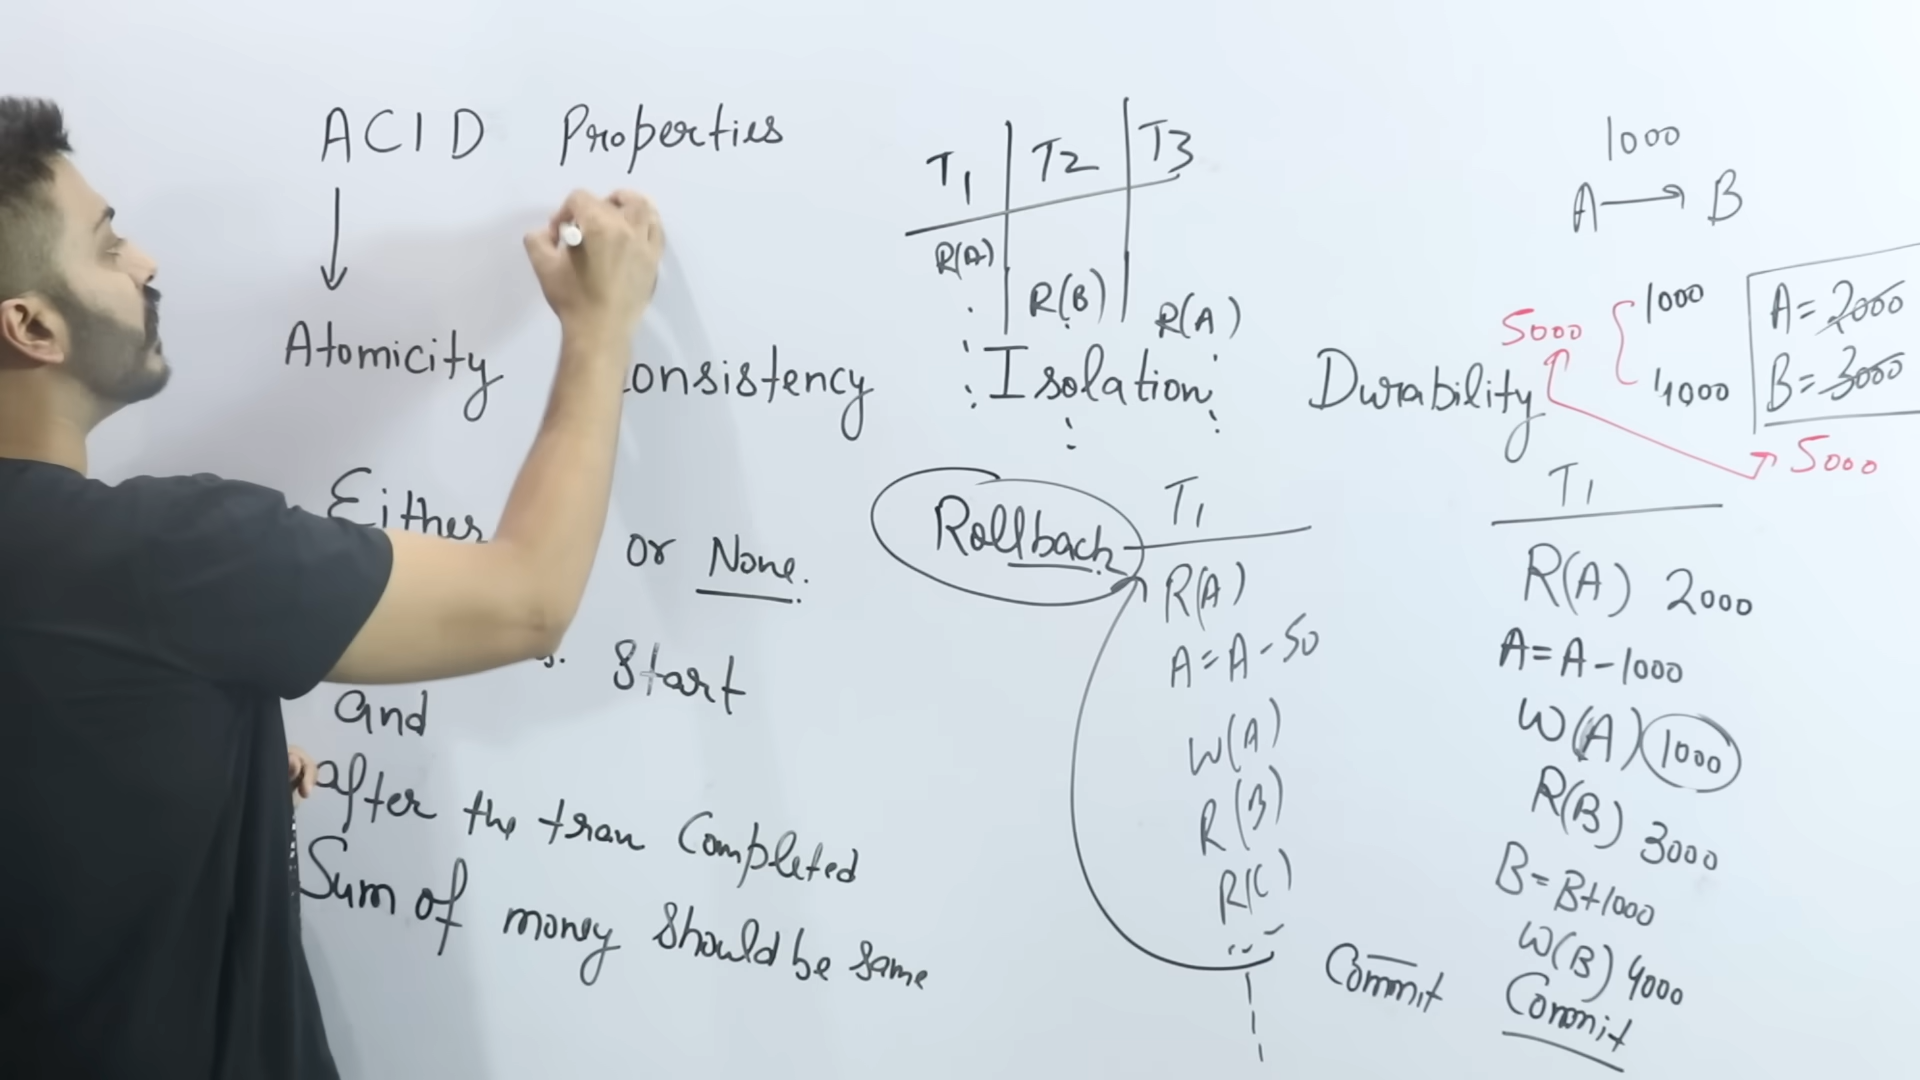 ACID Properties
T1 T2 T3
R(A)
R(B)
R(A)
1000
A → B
5000
1000
4000
A = 2000
B = 3000
5000
Atomicity
onsistency
Isolation
Durability
Either or None.
Start
and
after the tran Completed
Sum of money Should be same
Rollback
T1
R(A)
A = A - 50
W(A)
R(B)
R(C)
Commit
T1
R(A) 2000
A = A - 1000
W(A) 1000
R(B) 3000
B = B + 1000
W(B) 4000
Commit